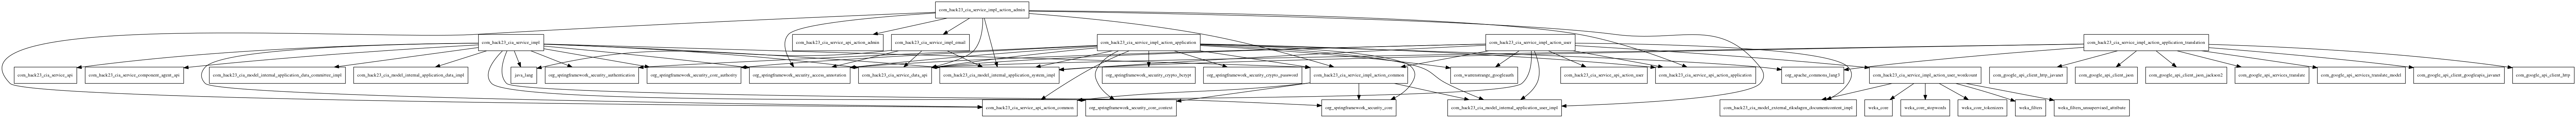 com_hack23_cia_service_impl_action_admin
com_hack23_cia_service_impl
com_hack23_cia_service_api_action_admin
com_hack23_cia_service_impl_email
com_hack23_cia_service_impl_action_application
com_hack23_cia_service_impl_action_user
com_hack23_cia_service_impl_action_application_translation
com_hack23_cia_service_api
com_hack23_cia_service_component_agent_api
com_hack23_cia_model_internal_application_data_committee_impl
com_hack23_cia_model_internal_application_data_impl
java_lang
org_springframework_security_authentication
org_springframework_security_core_authority
org_springframework_security_access_annotation
com_hack23_cia_service_data_api
com_hack23_cia_model_internal_application_system_impl
org_springframework_security_crypto_bcrypt
org_springframework_security_crypto_password
com_hack23_cia_service_impl_action_common
com_warrenstrange_googleauth
com_hack23_cia_service_api_action_user
com_hack23_cia_service_api_action_application
org_apache_commons_lang3
com_hack23_cia_service_impl_action_user_wordcount
com_google_api_client_http_javanet
com_google_api_client_json
com_google_api_client_json_jackson2
com_google_api_services_translate
com_google_api_services_translate_model
com_google_api_client_googleapis_javanet
com_google_api_client_http
com_hack23_cia_service_api_action_common
org_springframework_security_core_context
org_springframework_security_core
com_hack23_cia_model_internal_application_user_impl
com_hack23_cia_model_external_riksdagen_documentcontent_impl
weka_core
weka_core_stopwords
weka_core_tokenizers
weka_filters
weka_filters_unsupervised_attribute